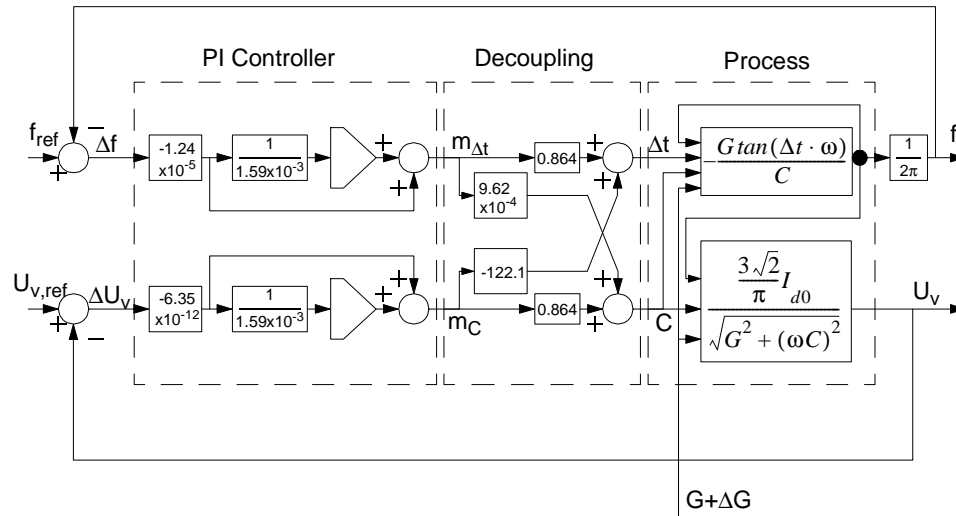 PI Controller
Decoupling
Process
f_ref
−
+
Δf
-1.24
x10^-5
1
1.59x10^-3
+
+
m_Δt
0.864
+
+
Δt
−Gtan(Δt · ω)
C
1
2π
f
9.62
x10^-4
U_v,ref
+
−
ΔU_v
-6.35
x10^-12
1
1.59x10^-3
+
+
m_C
-122.1
0.864
+
+
C
3√2
π
I_d0
√G^2 + (ωC)^2
U_v
G+ΔG